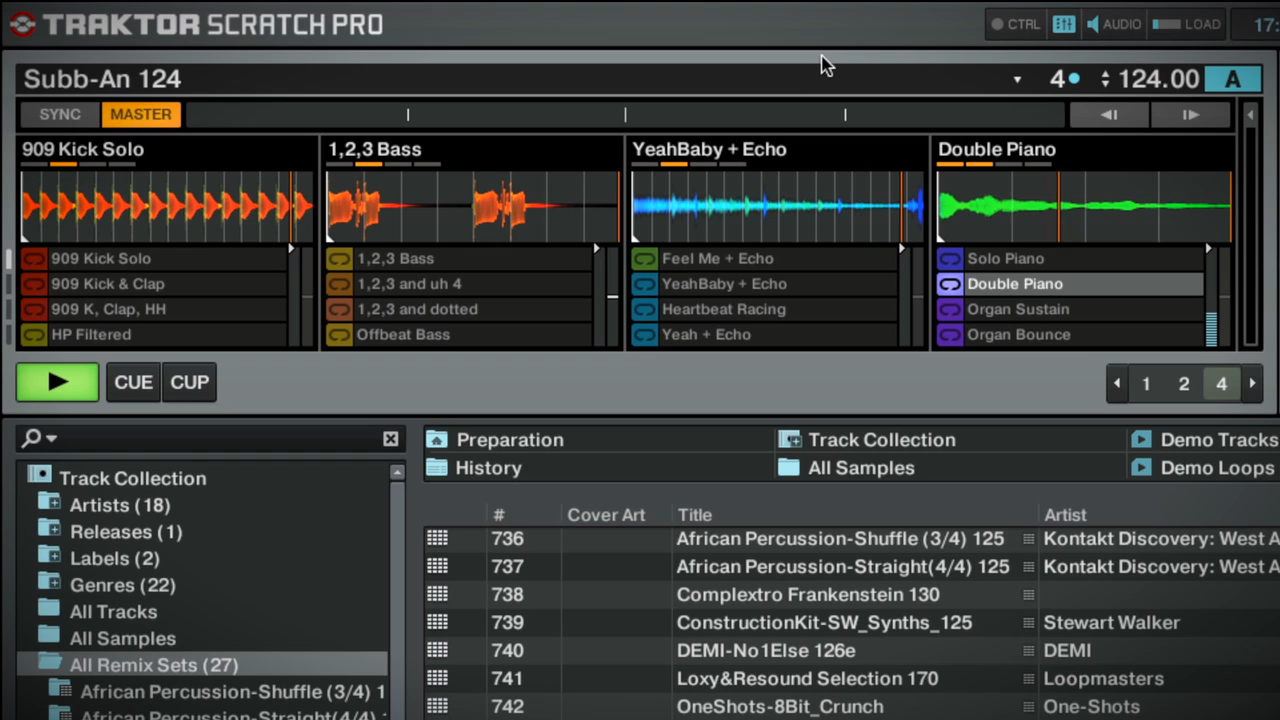 TRAKTOR SCRATCH PRO
CTRL AUDIO LOAD 17:
Subb-An 124 4 124.00 A
SYNC MASTER
909 Kick Solo 1,2,3 Bass YeahBaby + Echo Double Piano
909 Kick Solo 1,2,3 Bass Feel Me + Echo Solo Piano
909 Kick & Clap 1,2,3 and uh 4 YeahBaby + Echo Double Piano
909 K, Clap, HH 1,2,3 and dotted Heartbeat Racing Organ Sustain
HP Filtered Offbeat Bass Yeah + Echo Organ Bounce
CUE CUP 1 2 4
Preparation Track Collection Demo Tracks
History All Samples Demo Loops
Track Collection
Artists (18)
Releases (1)
Labels (2)
Genres (22)
All Tracks
All Samples
All Remix Sets (27)
African Percussion-Shuffle (3/4) 1
African Percussion-Straight(4/4)
# Cover Art Title Artist
736 African Percussion-Shuffle (3/4) 125 Kontakt Discovery: West A
737 African Percussion-Straight(4/4) 125 Kontakt Discovery: West A
738 Complextro Frankenstein 130
739 ConstructionKit-SW_Synths_125 Stewart Walker
740 DEMI-No1Else 126e DEMI
741 Loxy&Resound Selection 170 Loopmasters
742 OneShots-8Bit_Crunch One-Shots